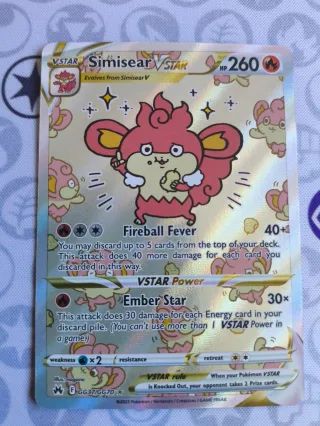 VSTAR Simisear VSTAR HP 260
Evolves from Simisear V
Fireball Fever 40+
You may discard up to 5 cards from the top of your deck.
This attack does 40 more damage for each card you
discarded in this way.
VSTAR Power
Ember Star 30×
This attack does 30 damage for each Energy card in your
discard pile. (You can't use more than 1 VSTAR Power in
a game.)
weakness ×2 resistance retreat
VSTAR rule
is Knocked Out, your opponent takes 2 Prize cards.